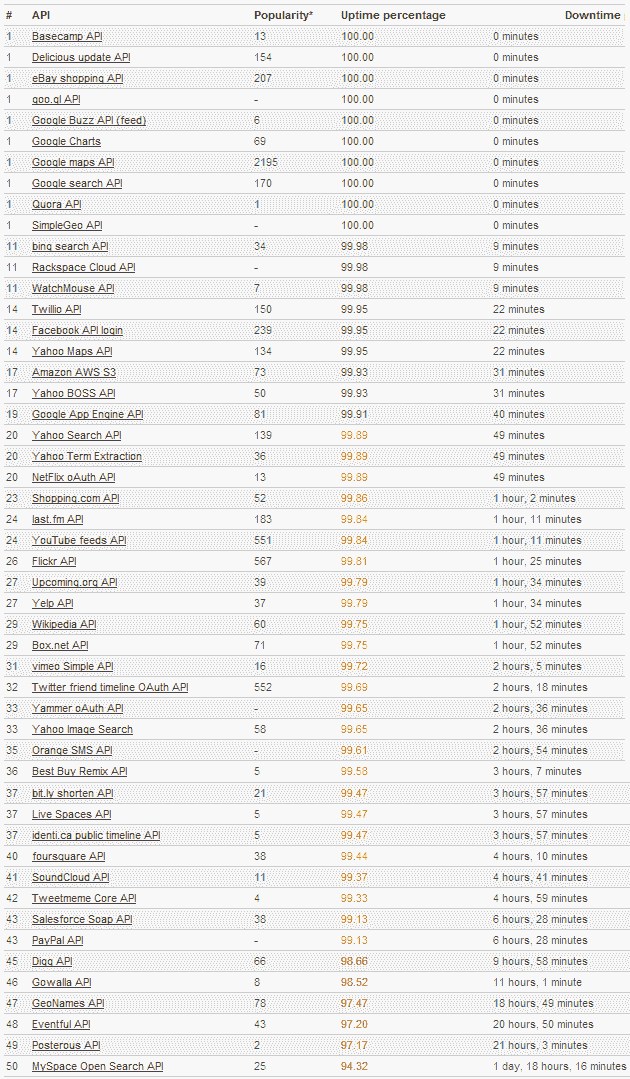 # API Popularity* Uptime percentage Downtime
1 Basecamp API 13 100.00 0 minutes
1 Delicious update API 154 100.00 0 minutes
1 eBay shopping API 207 100.00 0 minutes
1 goo.gl API - 100.00 0 minutes
1 Google Buzz API (feed) 6 100.00 0 minutes
1 Google Charts 69 100.00 0 minutes
1 Google maps API 2195 100.00 0 minutes
1 Google search API 170 100.00 0 minutes
1 Quora API 1 100.00 0 minutes
1 SimpleGeo API - 100.00 0 minutes
11 bing search API 34 99.98 9 minutes
11 Rackspace Cloud API - 99.98 9 minutes
11 WatchMouse API 7 99.98 9 minutes
14 Twillio API 150 99.95 22 minutes
14 Facebook API login 239 99.95 22 minutes
14 Yahoo Maps API 134 99.95 22 minutes
17 Amazon AWS S3 73 99.93 31 minutes
17 Yahoo BOSS API 50 99.93 31 minutes
19 Google App Engine API 81 99.91 40 minutes
20 Yahoo Search API 139 99.89 49 minutes
20 Yahoo Term Extraction 36 99.89 49 minutes
20 NetFlix oAuth API 13 99.89 49 minutes
23 Shopping.com API 52 99.86 1 hour, 2 minutes
24 last.fm API 183 99.84 1 hour, 11 minutes
24 YouTube feeds API 551 99.84 1 hour, 11 minutes
26 Flickr API 567 99.81 1 hour, 25 minutes
27 Upcoming.org API 39 99.79 1 hour, 34 minutes
27 Yelp API 37 99.79 1 hour, 34 minutes
29 Wikipedia API 60 99.75 1 hour, 52 minutes
29 Box.net API 71 99.75 1 hour, 52 minutes
31 vimeo Simple API 16 99.72 2 hours, 5 minutes
32 Twitter friend timeline OAuth API 552 99.69 2 hours, 18 minutes
33 Yammer oAuth API - 99.65 2 hours, 36 minutes
33 Yahoo Image Search 58 99.65 2 hours, 36 minutes
35 Orange SMS API - 99.61 2 hours, 54 minutes
36 Best Buy Remix API 5 99.58 3 hours, 7 minutes
37 bit.ly shorten API 21 99.47 3 hours, 57 minutes
37 Live Spaces API 5 99.47 3 hours, 57 minutes
37 identi.ca public timeline API 5 99.47 3 hours, 57 minutes
40 foursquare API 38 99.44 4 hours, 10 minutes
41 SoundCloud API 11 99.37 4 hours, 41 minutes
42 Tweetmeme Core API 4 99.33 4 hours, 59 minutes
43 Salesforce Soap API 38 99.13 6 hours, 28 minutes
43 PayPal API - 99.13 6 hours, 28 minutes
45 Digg API 66 98.66 9 hours, 58 minutes
46 Gowalla API 8 98.52 11 hours, 1 minute
47 GeoNames API 78 97.47 18 hours, 49 minutes
48 Eventful API 43 97.20 20 hours, 50 minutes
49 Posterous API 2 97.17 21 hours, 3 minutes
50 MySpace Open Search API 25 94.32 1 day, 18 hours, 16 minutes